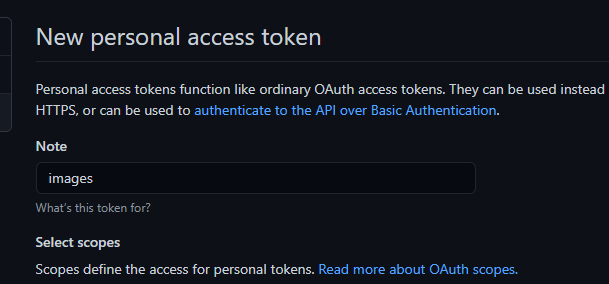 New personal access token
Personal access tokens function like ordinary OAuth access tokens. They can be used instead
HTTPS, or can be used to authenticate to the API over Basic Authentication.
Note
images
What's this token for?
Select scopes
Scopes define the access for personal tokens. Read more about OAuth scopes.